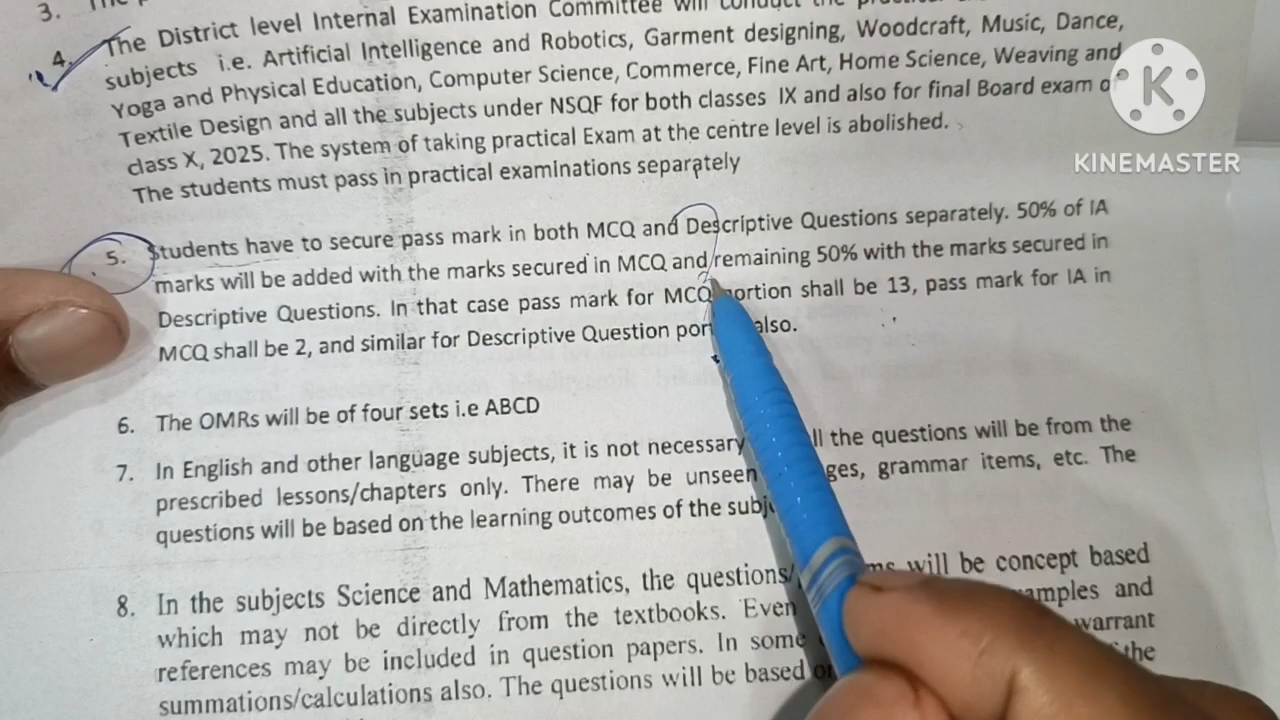 3. The
4. The District level Internal Examination Committee will conduct the
subjects i.e. Artificial Intelligence and Robotics, Garment designing, Woodcraft, Music, Dance,
Yoga and Physical Education, Computer Science, Commerce, Fine Art, Home Science, Weaving and
Textile Design and all the subjects under NSQF for both classes IX and also for final Board exam
class X, 2025. The system of taking practical Exam at the centre level is abolished.
The students must pass in practical examinations separately
K
KINEMASTER
5. Students have to secure pass mark in both MCQ and Descriptive Questions separately. 50% of IA
marks will be added with the marks secured in MCQ and remaining 50% with the marks secured in
Descriptive Questions. In that case pass mark for MCQ portion shall be 13, pass mark for IA in
MCQ shall be 2, and similar for Descriptive Question also.
6. The OMRs will be of four sets i.e ABCD
7. In English and other language subjects, it is not necessary the questions will be from the
prescribed lessons/chapters only. There may be unseen grammar items, etc. The
questions will be based on the learning outcomes of the
8. In the subjects Science and Mathematics, the will be concept based
which may not be directly from the textbooks. Even and
references may be included in question papers. In some warrant
summations/calculations also. The questions will be based the